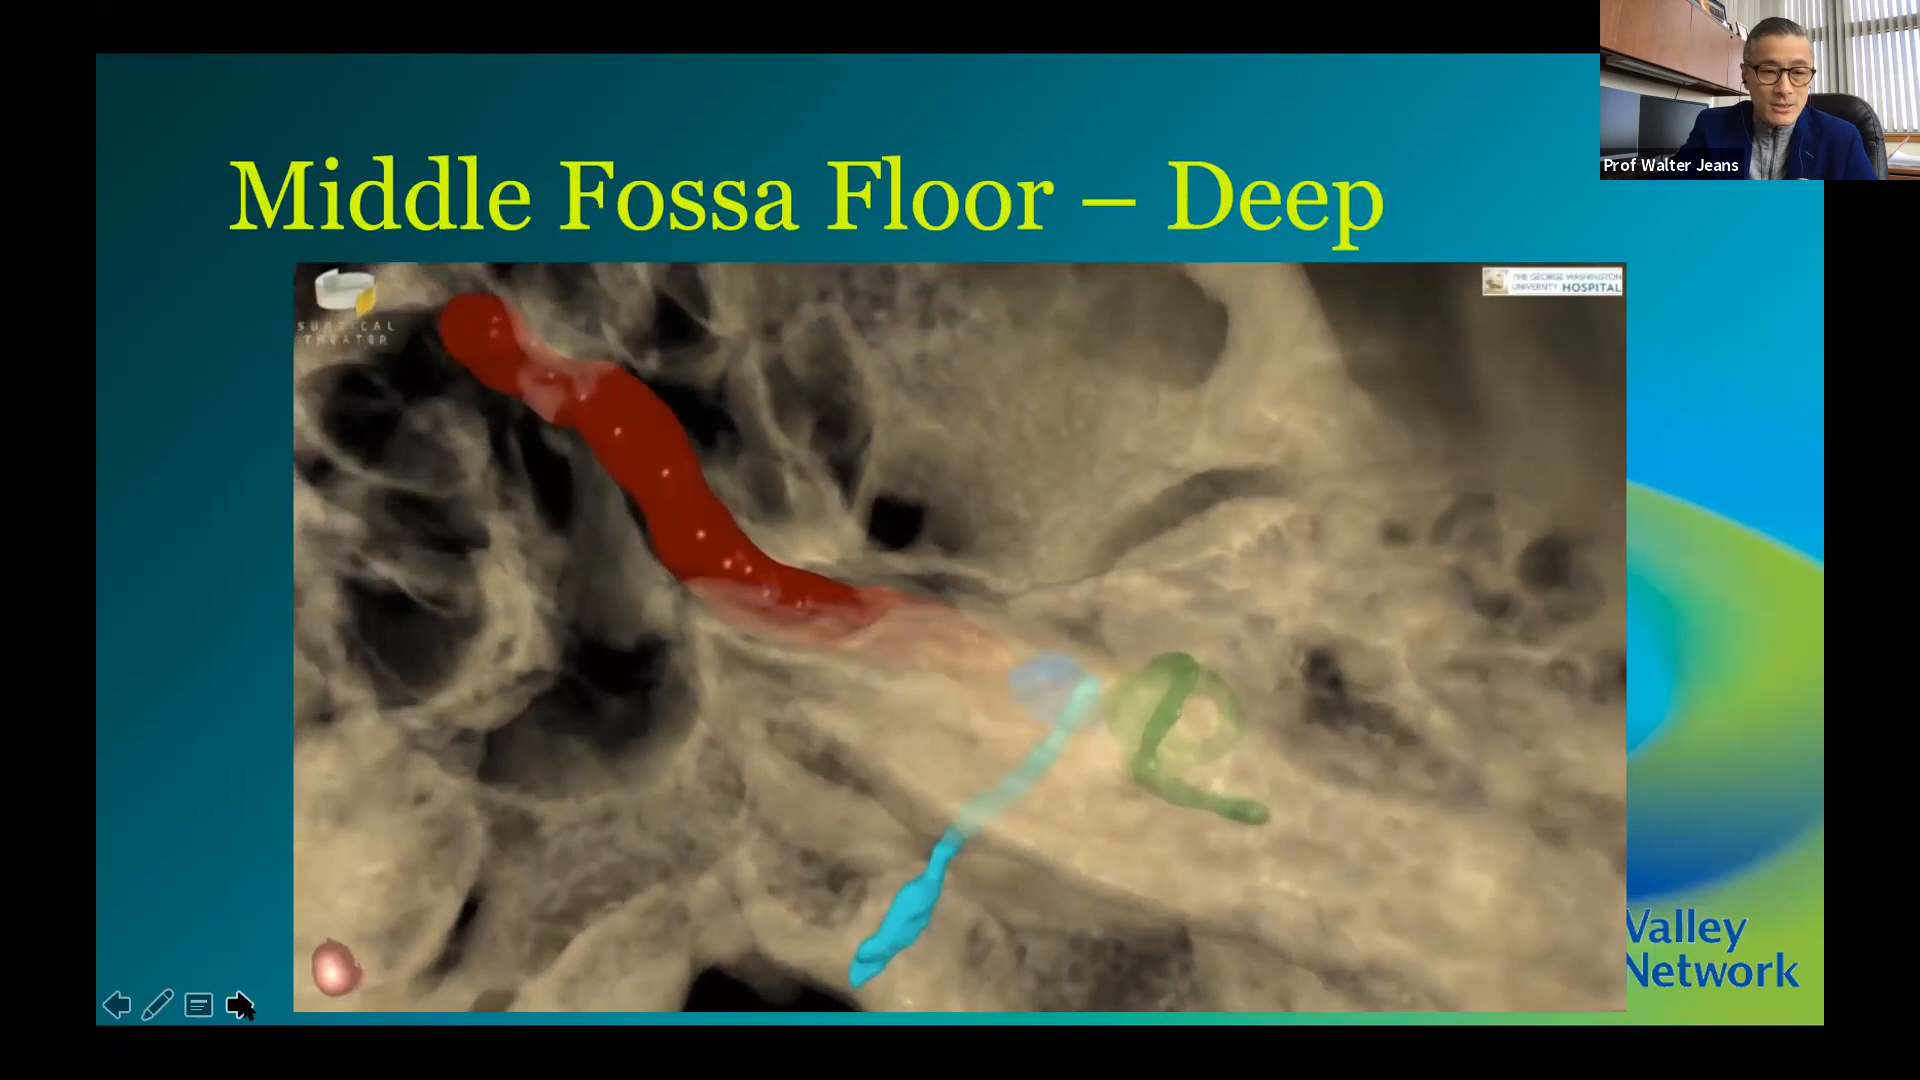 Prof Walter Jeans
Middle Fossa Floor – Deep
SURGICAL
THEATER
THE GEORGE WASHINGTON
UNIVERSITY HOSPITAL
Valley
Network